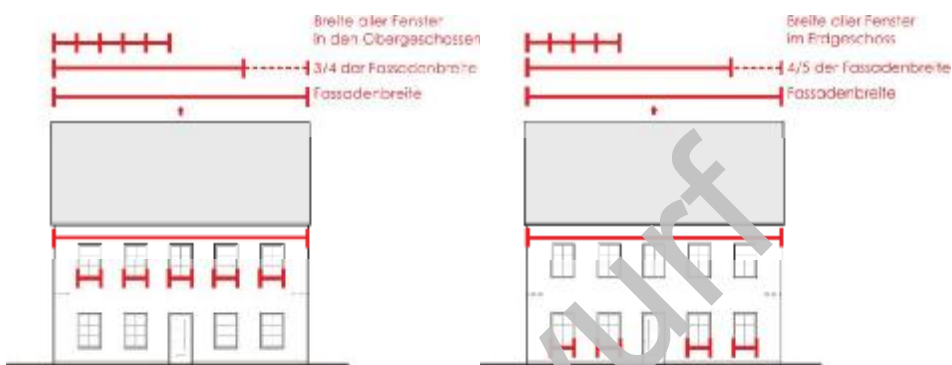 Breite aller Fenster
in den Obergeschossen
3/4 der Fassadenbreite
Fassadenbreite
Breite aller Fenster
im Erdgeschoss
4/5 der Fassadenbreite
Fassadenbreite
wurf